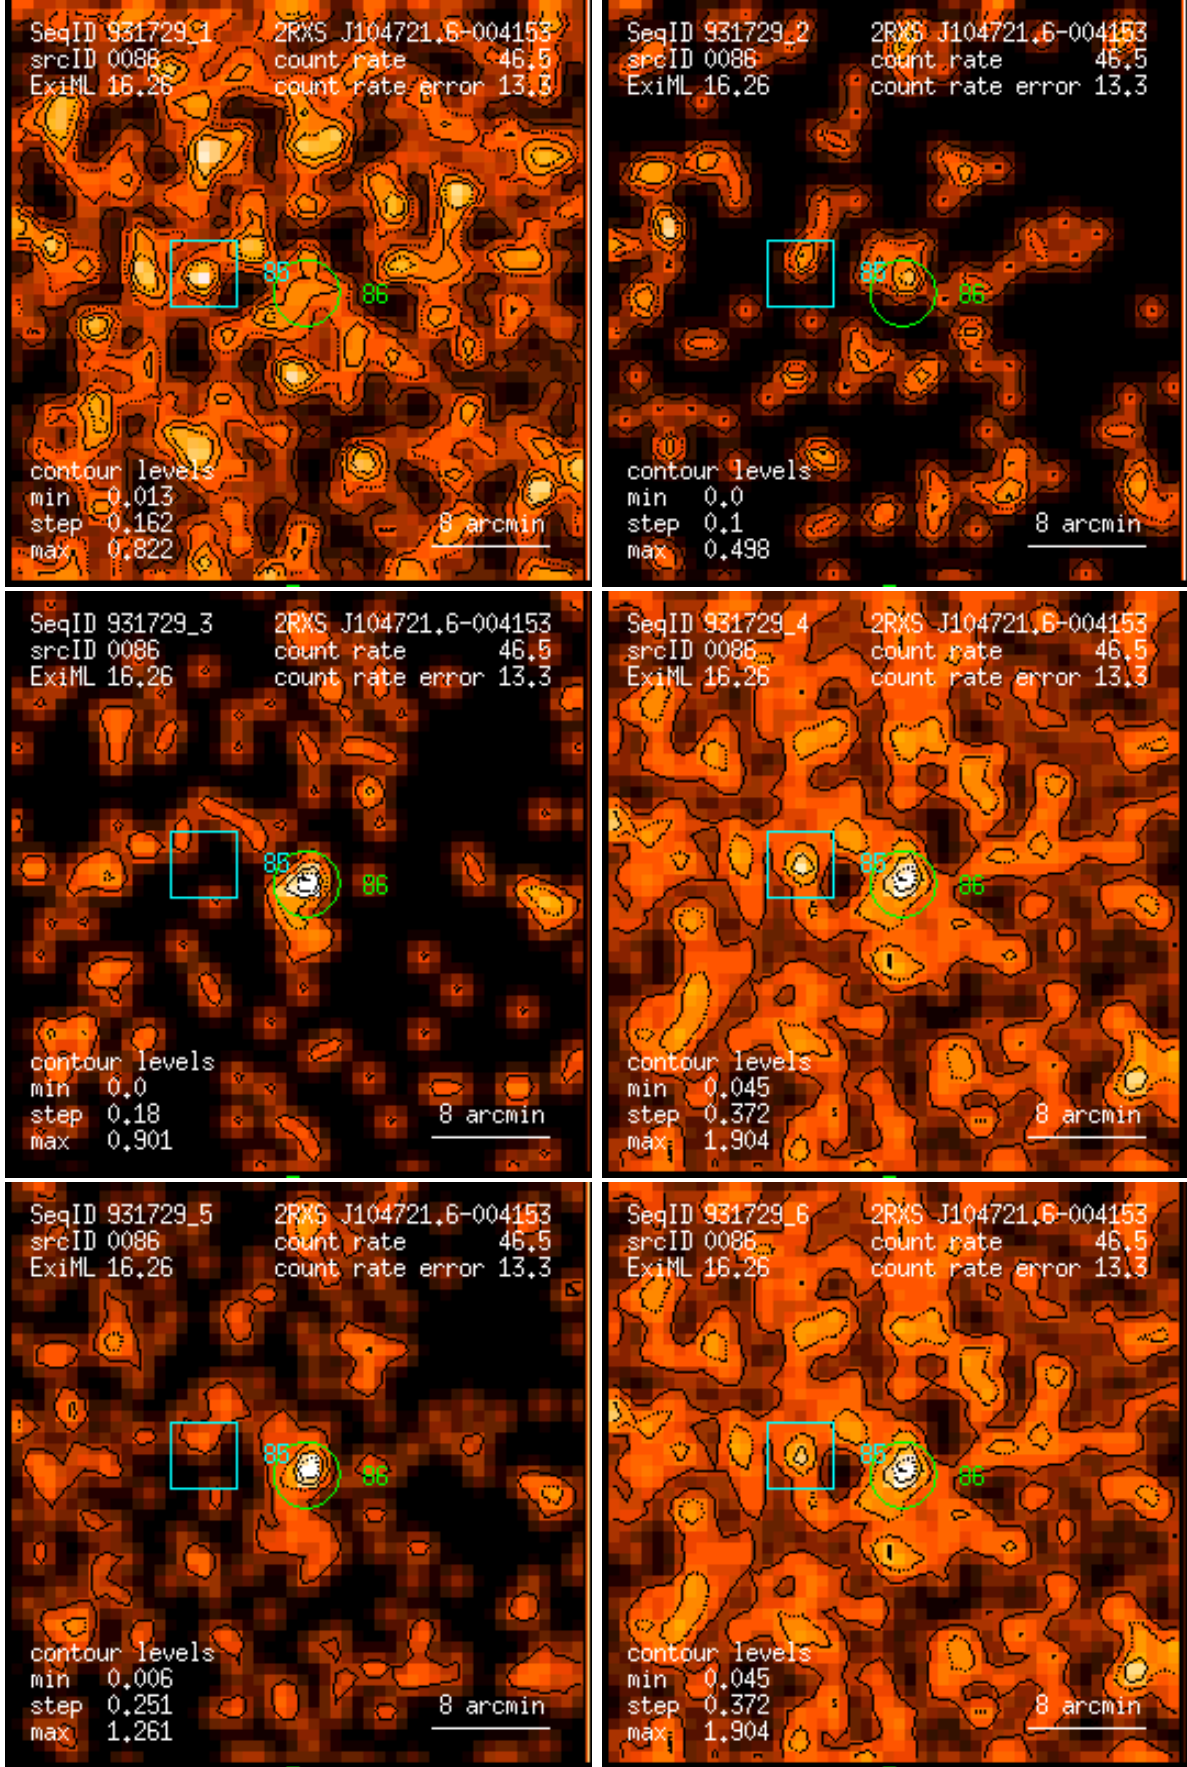 SeqID 931729_1 2RXS J104721.6-004153
srcID 0086 count rate 46.5
ExiML 16.26 count rate error 13.3
85
86
contour levels
min 0.013
step 0.162
max 0.822
8 arcmin
SeqID 931729_2 2RXS J104721.6-004153
srcID 0086 count rate 46.5
ExiML 16.26 count rate error 13.3
85
86
contour levels
min 0.0
step 0.1
max 0.498
8 arcmin
SeqID 931729_3 2RXS J104721.6-004153
srcID 0086 count rate 46.5
ExiML 16.26 count rate error 13.3
85
86
contour levels
min 0.0
step 0.18
max 0.901
8 arcmin
SeqID 931729_4 2RXS J104721.6-004153
srcID 0086 count rate 46.5
ExiML 16.26 count rate error 13.3
85
86
contour levels
min 0.045
step 0.372
max 1.904
8 arcmin
SeqID 931729_5 2RXS J104721.6-004153
srcID 0086 count rate 46.5
ExiML 16.26 count rate error 13.3
85
86
contour levels
min 0.006
step 0.251
max 1.261
8 arcmin
SeqID 931729_6 2RXS J104721.6-004153
srcID 0086 count rate 46.5
ExiML 16.26 count rate error 13.3
85
86
contour levels
min 0.045
step 0.372
max 1.904
8 arcmin